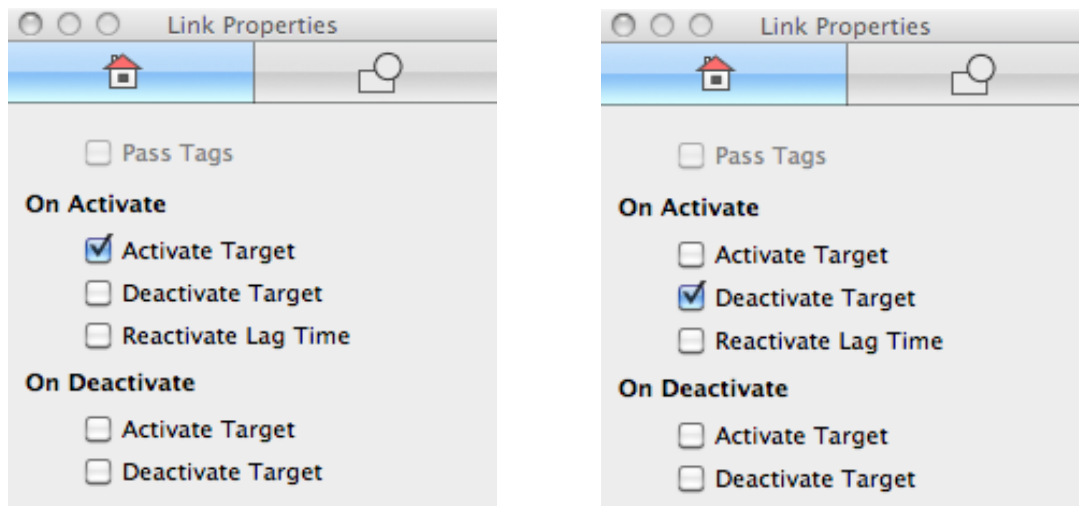 Link Properties
Pass Tags
On Activate
Activate Target
Deactivate Target
Reactivate Lag Time
On Deactivate
Activate Target
Deactivate Target
Link Properties
Pass Tags
On Activate
Activate Target
Deactivate Target
Reactivate Lag Time
On Deactivate
Activate Target
Deactivate Target